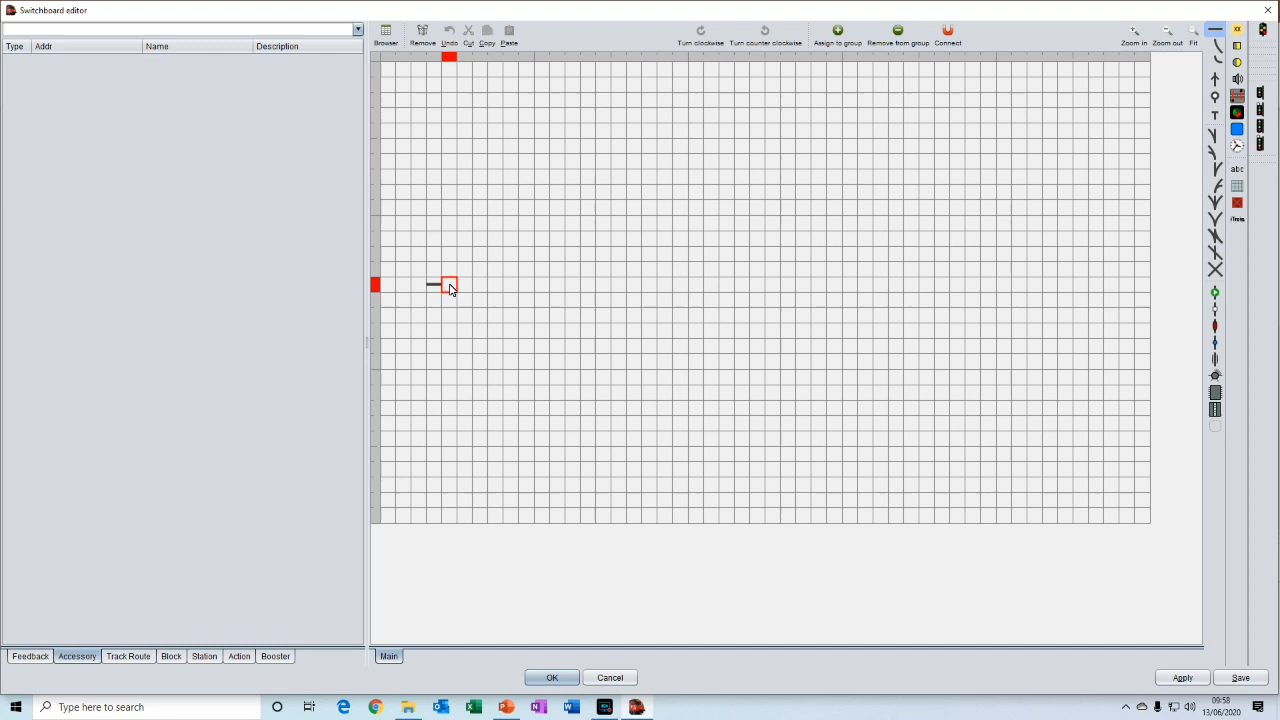 Switchboard editor
Type Addr Name Description
Browser Remove Undo Cut Copy Paste Turn clockwise Turn counter clockwise Assign to group Remove from group Connect Zoom in Zoom out Fit
XX
T
abc
iTrain
Feedback Accessory Track Route Block Station Action Booster
Main
OK Cancel Apply Save
Type here to search
09:58
13/06/2020